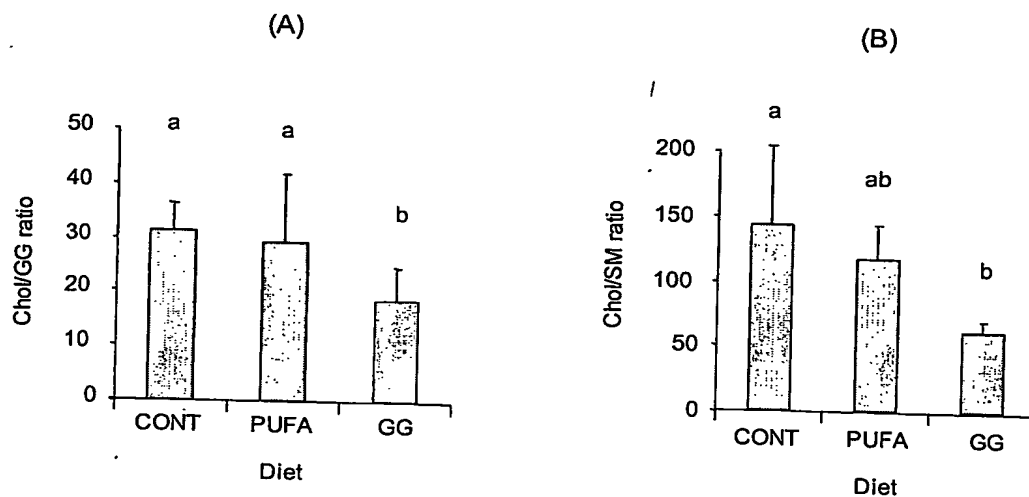 (A)
a a b
50
40
30
20
10
0
Chol/GG ratio
CONT PUFA GG
Diet
(B)
a ab b
200
150
100
50
0
Chol/SM ratio
CONT PUFA GG
Diet